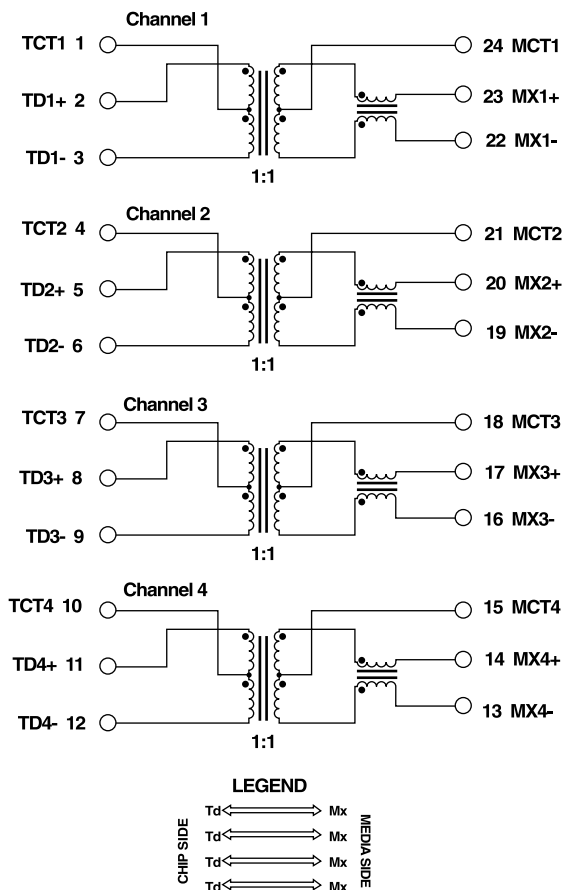 Channel 1
TCT1 1
24 MCT1
TD1+ 2
23 MX1+
22 MX1-
TD1- 3
1:1
Channel 2
TCT2 4
21 MCT2
TD2+ 5
20 MX2+
19 MX2-
TD2- 6
1:1
Channel 3
TCT3 7
18 MCT3
TD3+ 8
17 MX3+
16 MX3-
TD3- 9
1:1
Channel 4
TCT4 10
15 MCT4
TD4+ 11
14 MX4+
13 MX4-
TD4- 12
1:1
LEGEND
CHIP SIDE
Td Mx
Td Mx
Td Mx
Td Mx
MEDIA SIDE